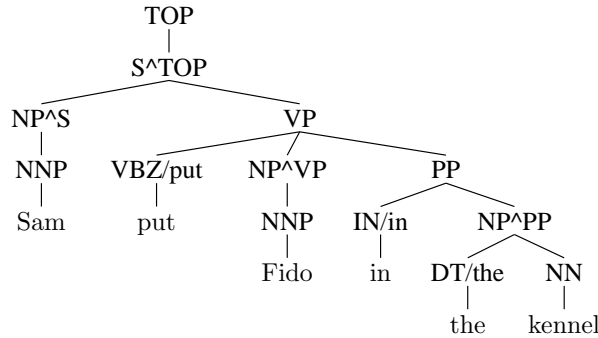 TOP
S^TOP
NP^S VP
NNP VBZ/put NP^VP PP
Sam put NNP IN/in NP^PP
Fido in DT/the NN
the kennel